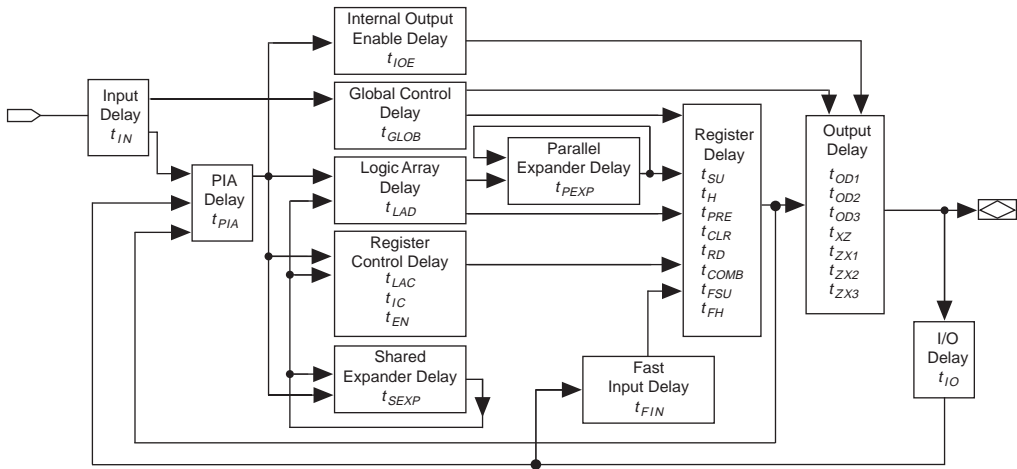 Internal Output
Enable Delay
tIOE
Input
Delay
tIN
Global Control
Delay
tGLOB
Register
Delay
tSU
tH
tPRE
tCLR
tRD
tCOMB
tFSU
tFH
Output
Delay
tOD1
tOD2
tOD3
tXZ
tZX1
tZX2
tZX3
Parallel
Expander Delay
tPEXP
Logic Array
Delay
tLAD
PIA
Delay
tPIA
Register
Control Delay
tLAC
tIC
tEN
I/O
Delay
tIO
Shared
Expander Delay
tSEXP
Fast
Input Delay
tFIN